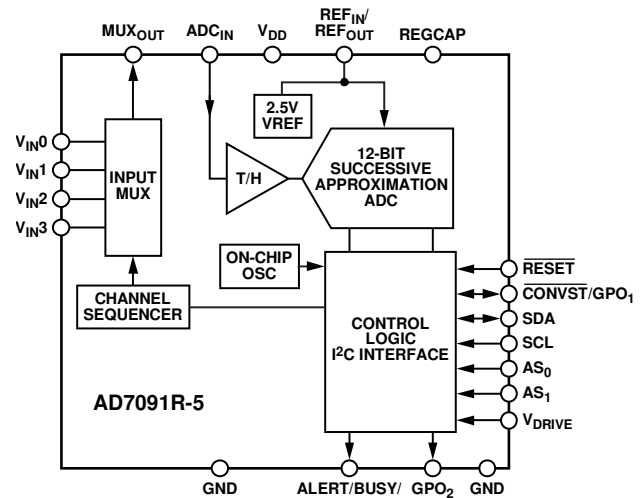 MUXOUT ADCIN VDD REFIN/
REFOUT REGCAP
2.5V
VREF
VIN0
VIN1
VIN2
VIN3
INPUT
MUX
T/H
12-BIT
SUCCESSIVE
APPROXIMATION
ADC
ON-CHIP
OSC
CHANNEL
SEQUENCER
CONTROL
LOGIC
I2C INTERFACE
RESET
CONVST/GPO1
SDA
SCL
AS0
AS1
VDRIVE
AD7091R-5
GND ALERT/BUSY/ GPO2 GND